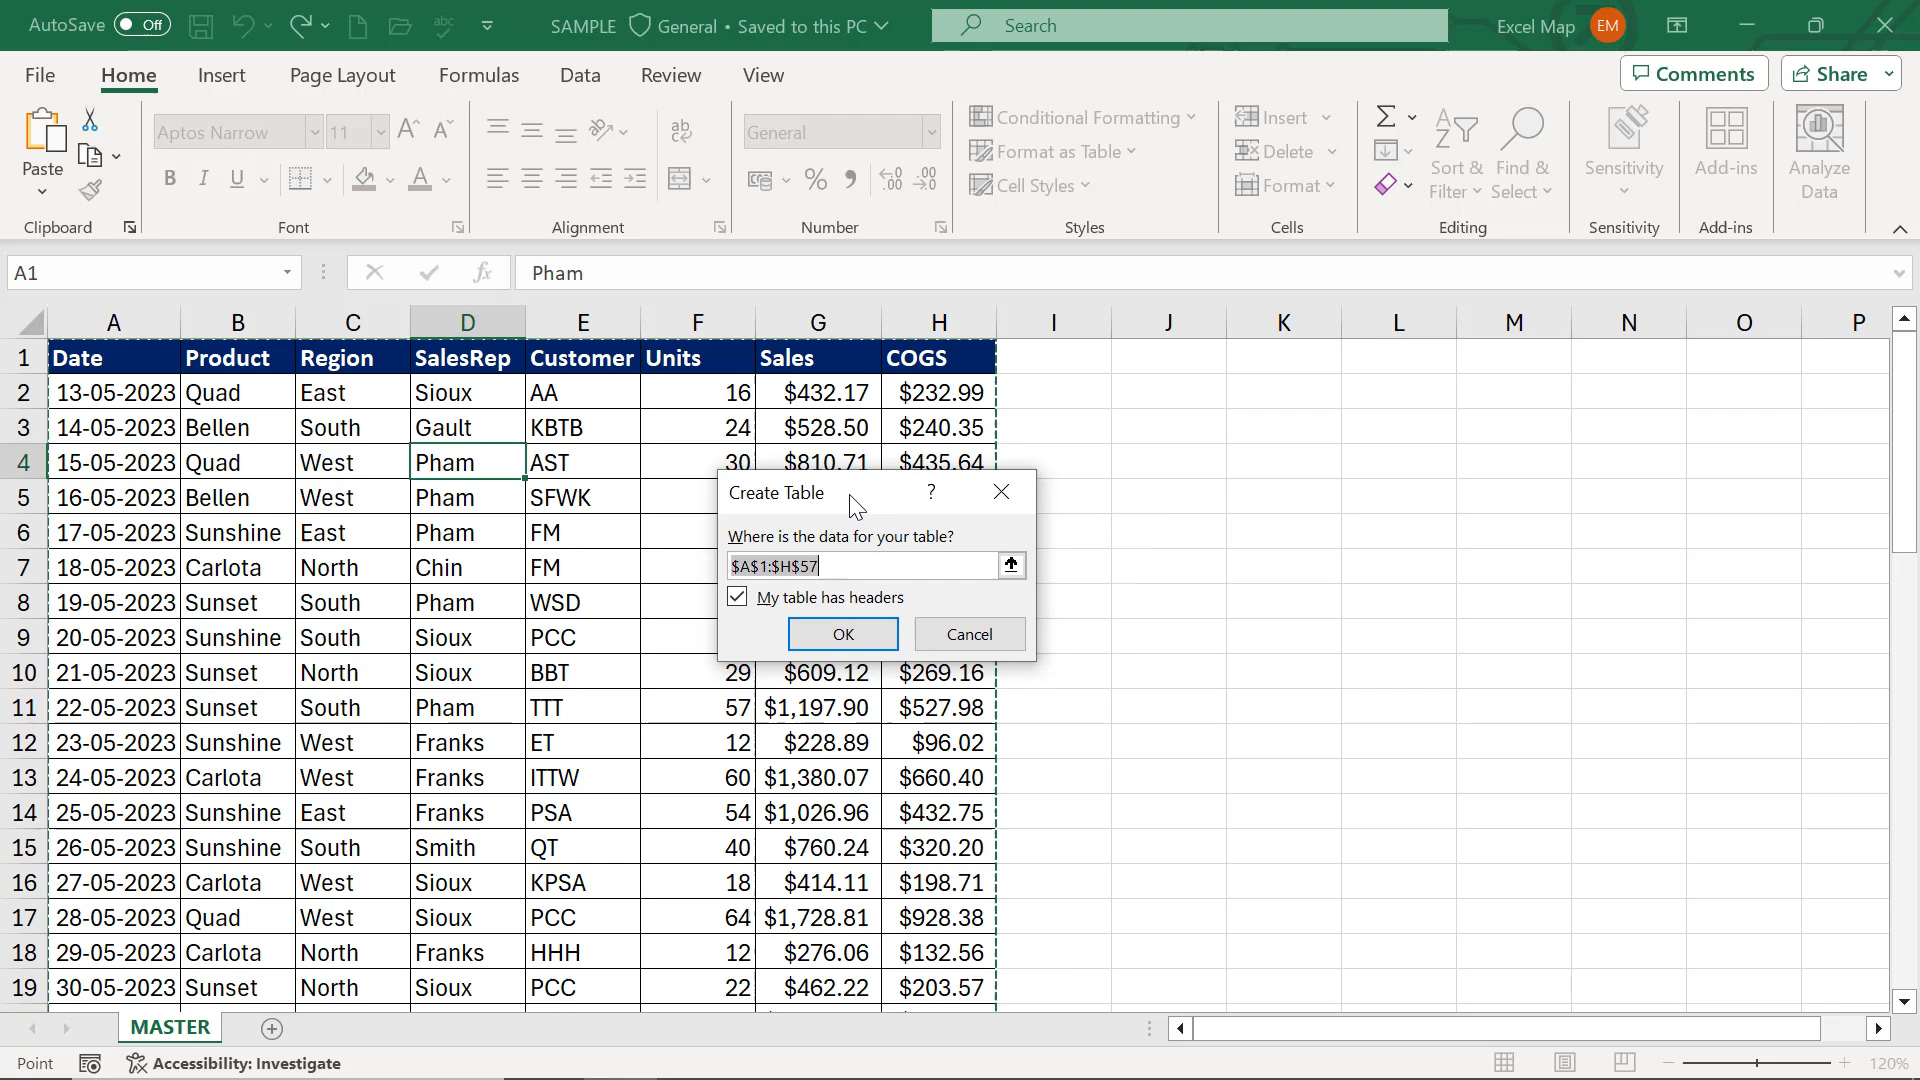 AutoSave Off SAMPLE General • Saved to this PC Search Excel Map EM
File Home Insert Page Layout Formulas Data Review View Comments Share
Paste
Clipboard
Aptos Narrow 11
B I U
Font
ab
Alignment
General
Number
Conditional Formatting
Format as Table
Cell Styles
Styles
Insert
Delete
Format
Cells
Sort & Filter
Find & Select
Editing
Sensitivity
Sensitivity
Add-ins
Add-ins
Analyze Data
A1 fx Pham
A B C D E F G H I J K L M N O P
1 Date Product Region SalesRep Customer Units Sales COGS
2 13-05-2023 Quad East Sioux AA 16 $432.17 $232.99
3 14-05-2023 Bellen South Gault KBTB 24 $528.50 $240.35
4 15-05-2023 Quad West Pham AST 30 $810.71 $435.64
5 16-05-2023 Bellen West Pham SFWK
6 17-05-2023 Sunshine East Pham FM
7 18-05-2023 Carlota North Chin FM
8 19-05-2023 Sunset South Pham WSD
9 20-05-2023 Sunshine South Sioux PCC
10 21-05-2023 Sunset North Sioux BBT 29 $609.12 $269.16
11 22-05-2023 Sunset South Pham TTT 57 $1,197.90 $527.98
12 23-05-2023 Sunshine West Franks ET 12 $228.89 $96.02
13 24-05-2023 Carlota West Franks ITTW 60 $1,380.07 $660.40
14 25-05-2023 Sunshine East Franks PSA 54 $1,026.96 $432.75
15 26-05-2023 Sunshine South Smith QT 40 $760.24 $320.20
16 27-05-2023 Carlota West Sioux KPSA 18 $414.11 $198.71
17 28-05-2023 Quad West Sioux PCC 64 $1,728.81 $928.38
18 29-05-2023 Carlota North Franks HHH 12 $276.06 $132.56
19 30-05-2023 Sunset North Sioux PCC 22 $462.22 $203.57
Create Table ?
Where is the data for your table?
$A$1:$H$57
My table has headers
OK Cancel
MASTER
Point Accessibility: Investigate 120%